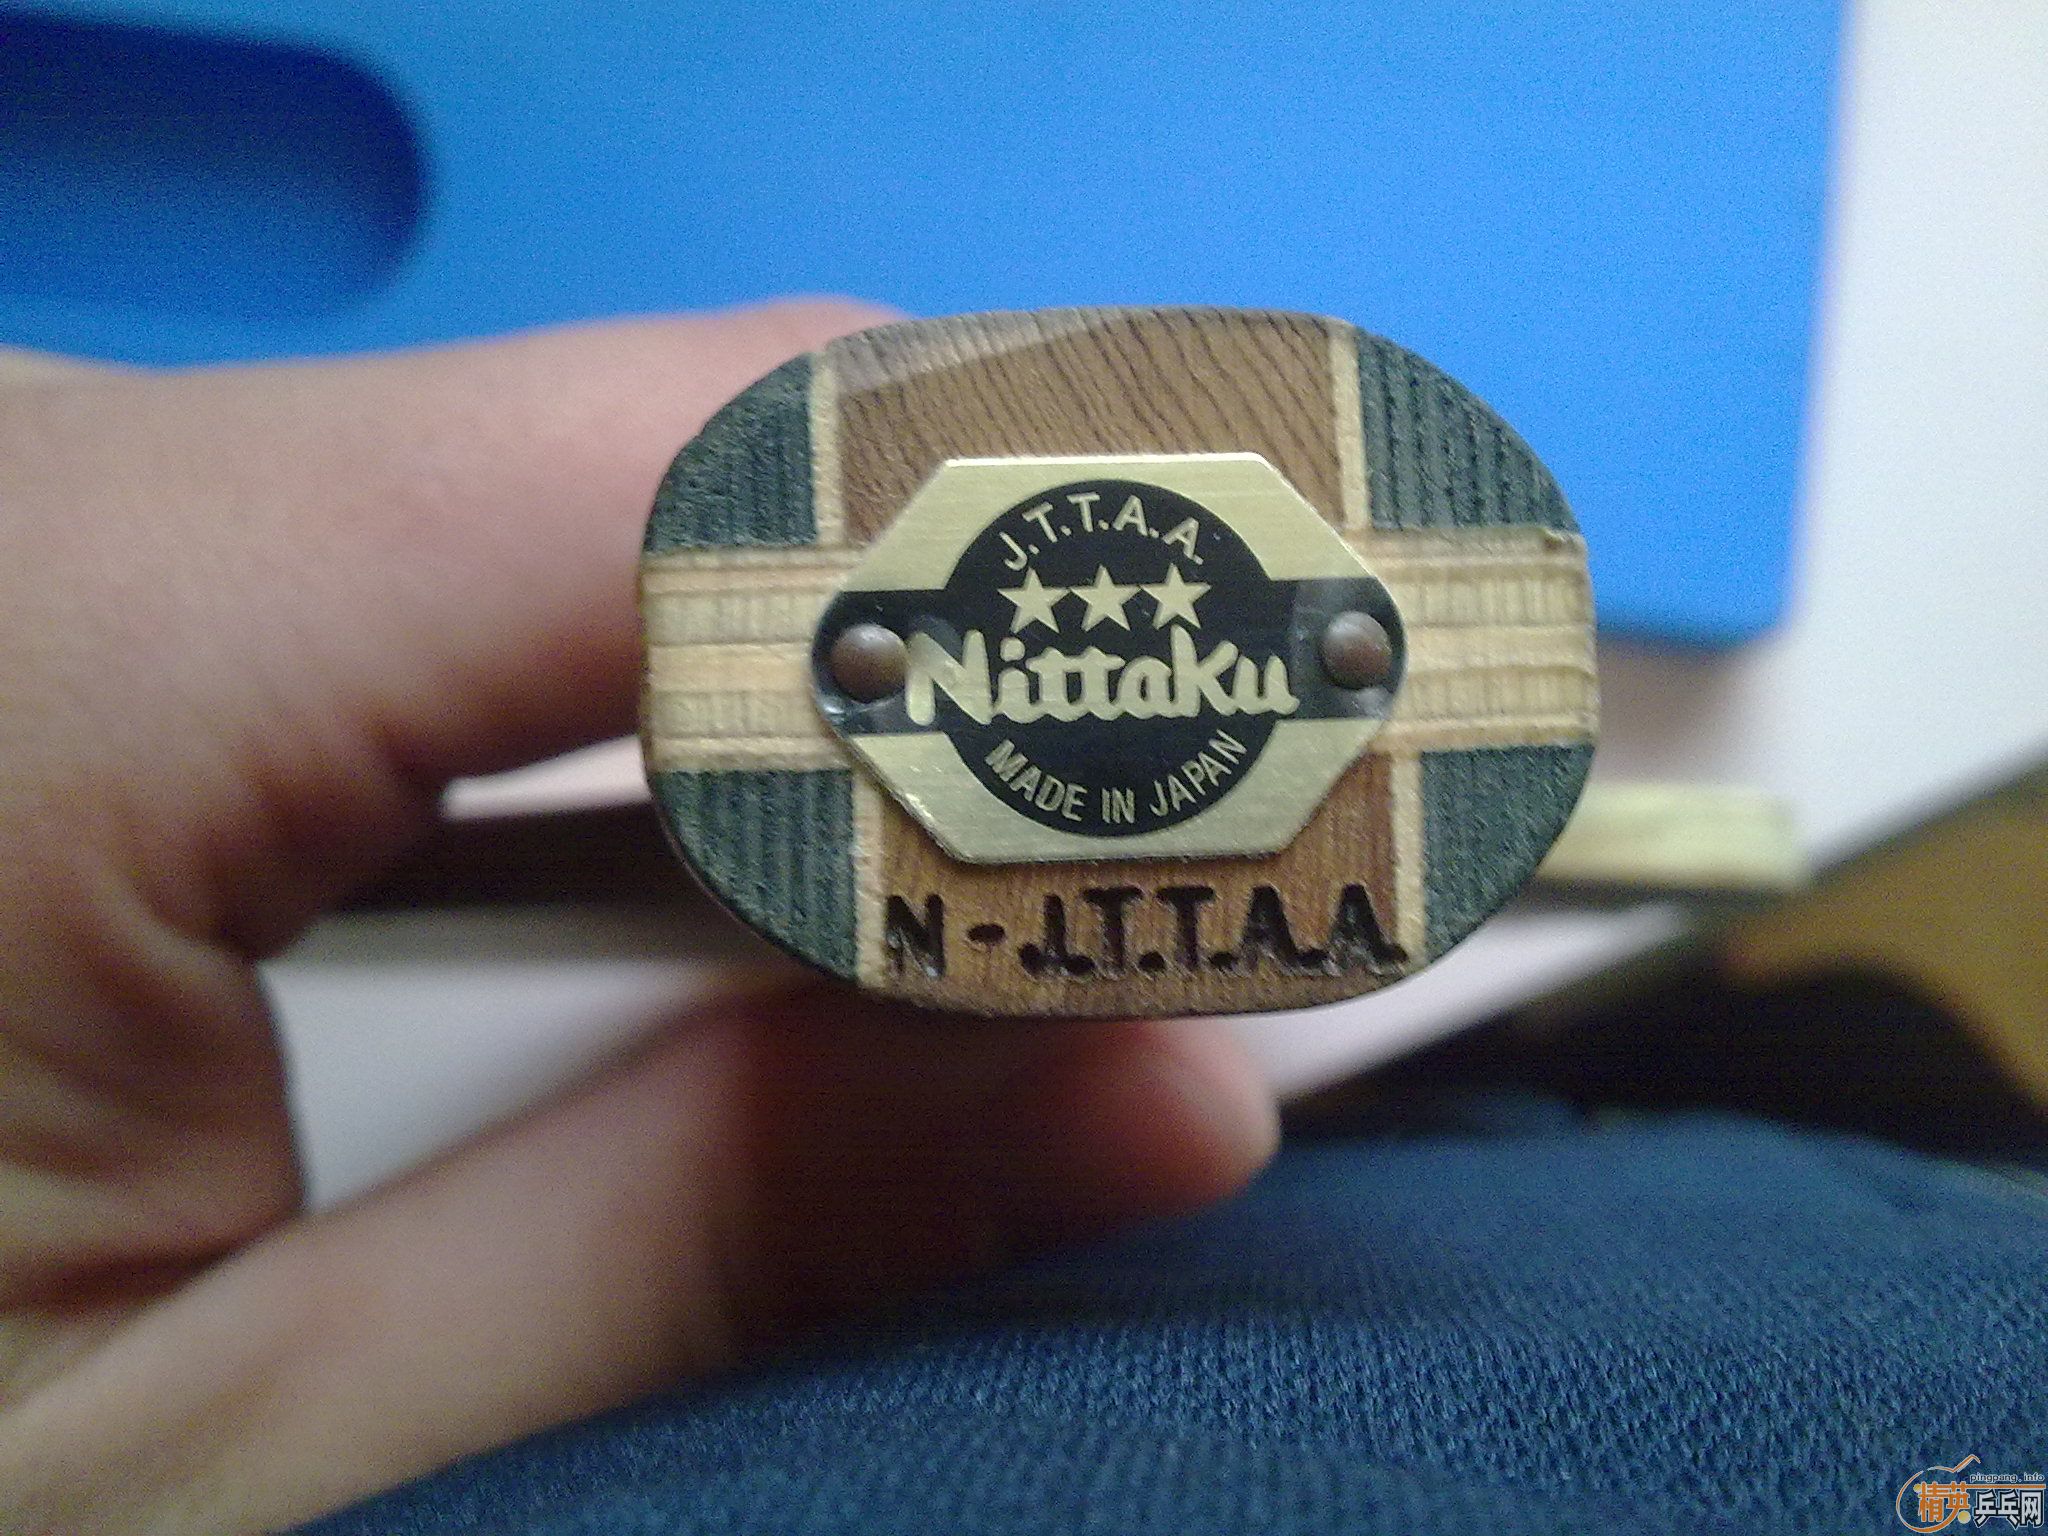 J.T.T.A.A.
★★★
Nittaku
MADE IN JAPAN
N-J.T.T.A.A.
pingpang.info
精英乒乓网